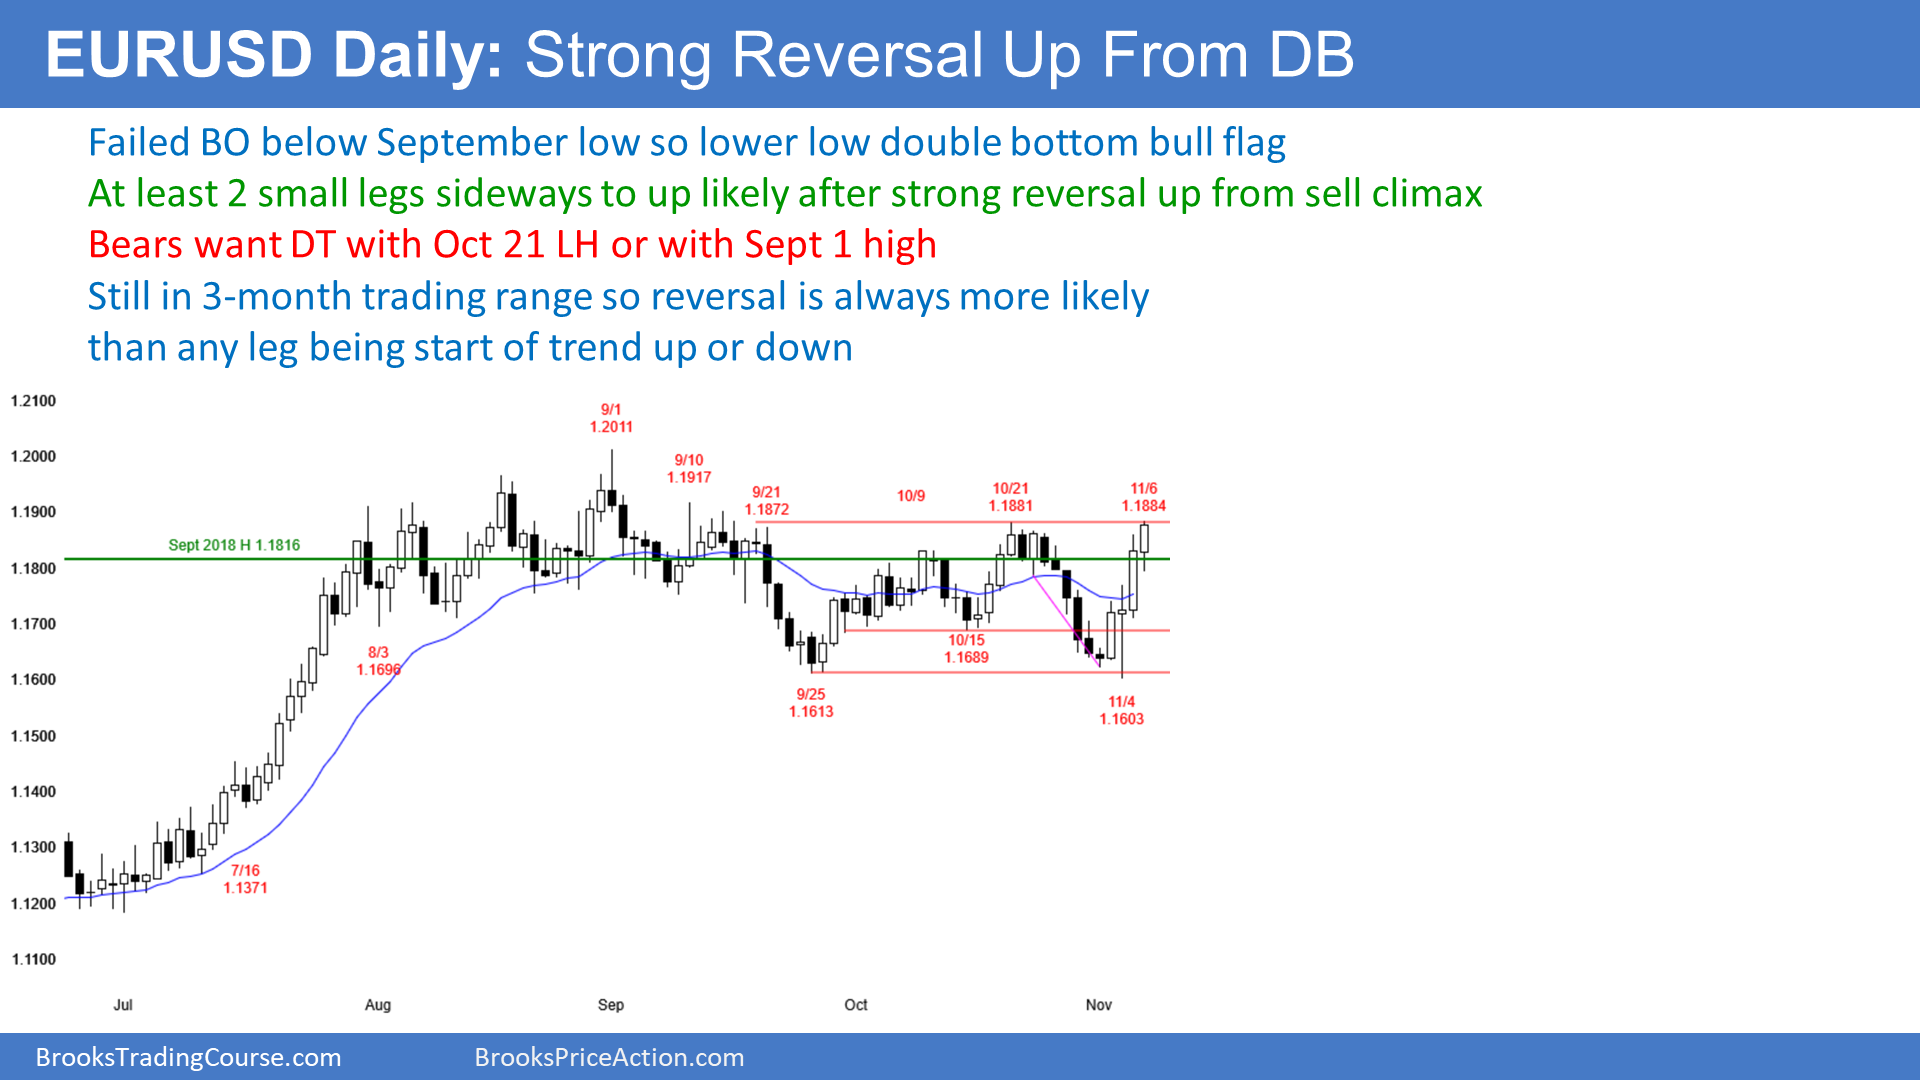 EURUSD Daily: Strong Reversal Up From DB
Failed BO below September low so lower low double bottom bull flag
At least 2 small legs sideways to up likely after strong reversal up from sell climax
Bears want DT with Oct 21 LH or with Sept 1 high
Still in 3-month trading range so reversal is always more likely
than any leg being start of trend up or down
1.2100
9/1
1.2011
1.2000
9/10
1.1917
9/21
1.1872
10/9
10/21
1.1881
11/6
1.1884
1.1900
Sept 2018 H 1.1816
1.1800
1.1700
8/3
1.1696
10/15
1.1689
1.1600
9/25
1.1613
11/4
1.1603
1.1500
1.1400
1.1300
7/16
1.1371
1.1200
1.1100
Jul
Aug
Sep
Oct
Nov
BrooksTradingCourse.com
BrooksPriceAction.com